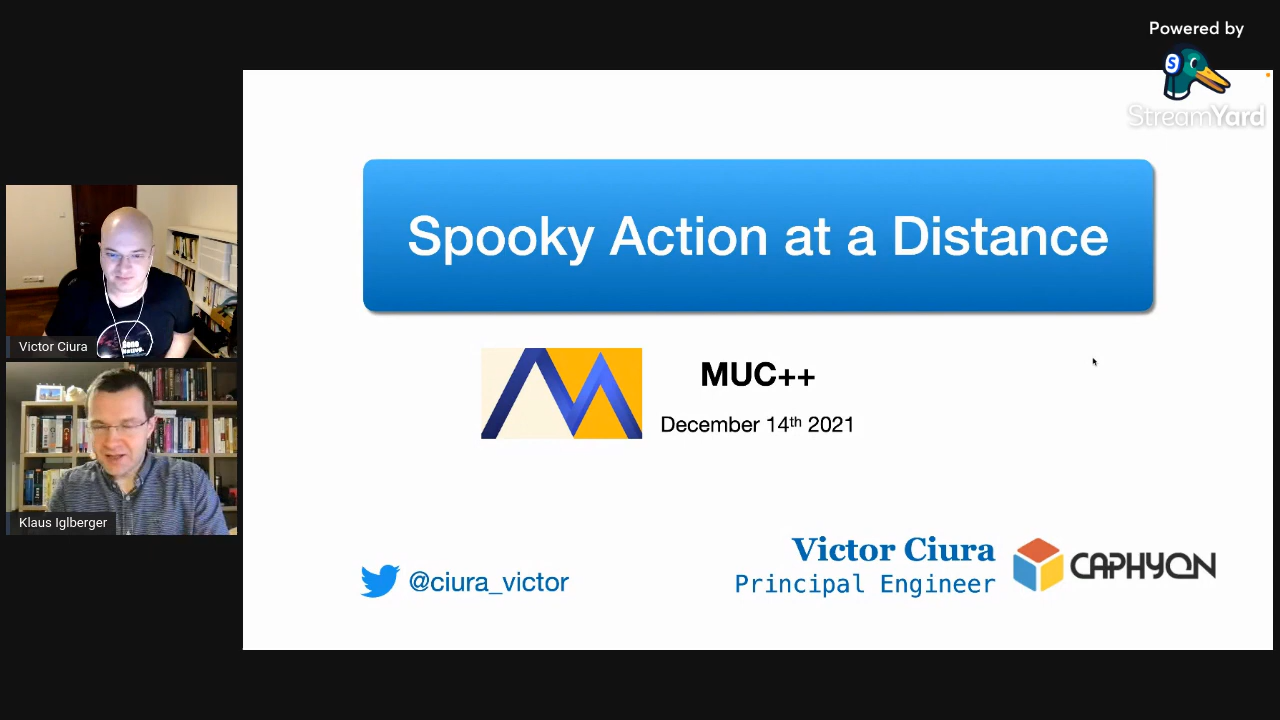 Powered by
StreamYard
Spooky Action at a Distance
MUC++
December 14th 2021
Victor Ciura
Principal Engineer
CAPHYON
@ciura_victor
Victor Ciura
Klaus Iglberger